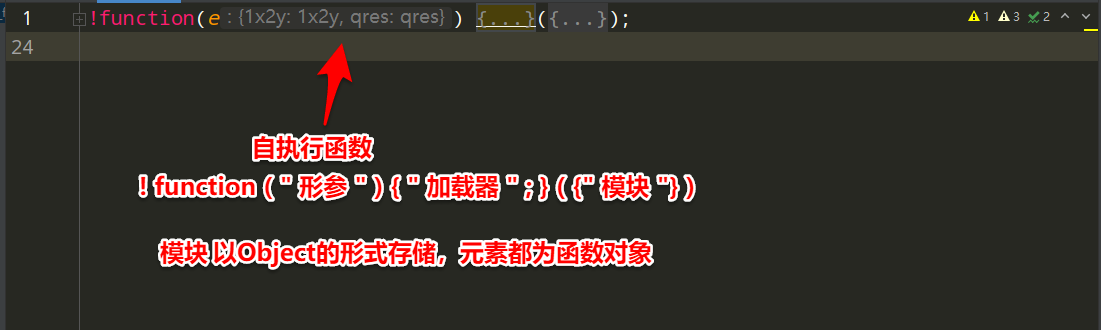 1 !function(e : {1x2y: 1x2y, qres: qres} ) {...}({...}); 1 3 2
24
自执行函数
! function ( " 形参 " ) { " 加载器 " ; } ( {" 模块 "} )
模块 以Object的形式存储，元素都为函数对象